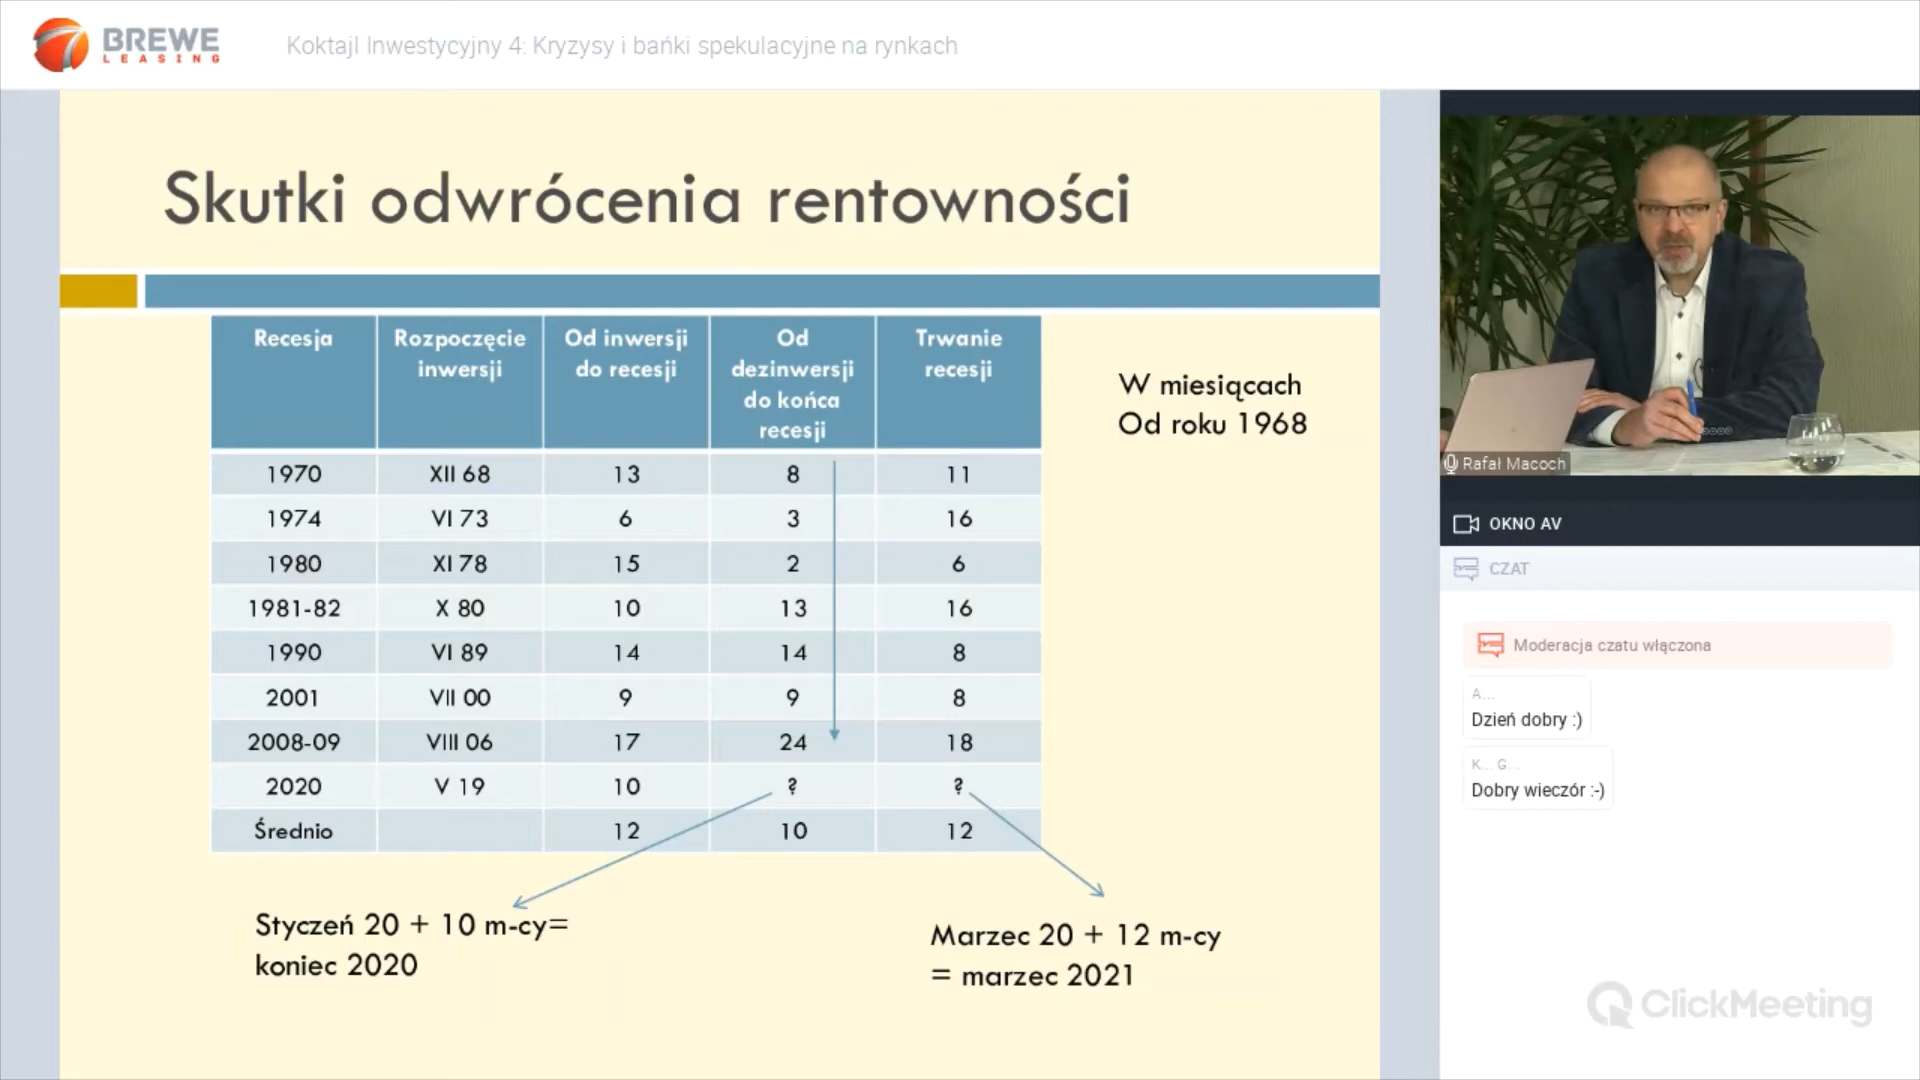 BREWE
LEASING
Koktajl Inwestycyjny 4: Kryzysy i bańki spekulacyjne na rynkach
Skutki odwrócenia rentowności
Recesja Rozpoczęcie inwersji Od inwersji do recesji Od dezinwersji do końca recesji Trwanie recesji
1970 XII 68 13 8 11
1974 VI 73 6 3 16
1980 XI 78 15 2 6
1981-82 X 80 10 13 16
1990 VI 89 14 14 8
2001 VII 00 9 9 8
2008-09 VIII 06 17 24 18
2020 V 19 10 ? ?
Średnio 12 10 12
W miesiącach
Od roku 1968
Styczeń 20 + 10 m-cy=
koniec 2020
Marzec 20 + 12 m-cy
= marzec 2021
Rafał Macoch
OKNO AV
CZAT
Moderacja czatu włączona
A...
Dzień dobry :)
K... G...
Dobry wieczór :-)
ClickMeeting